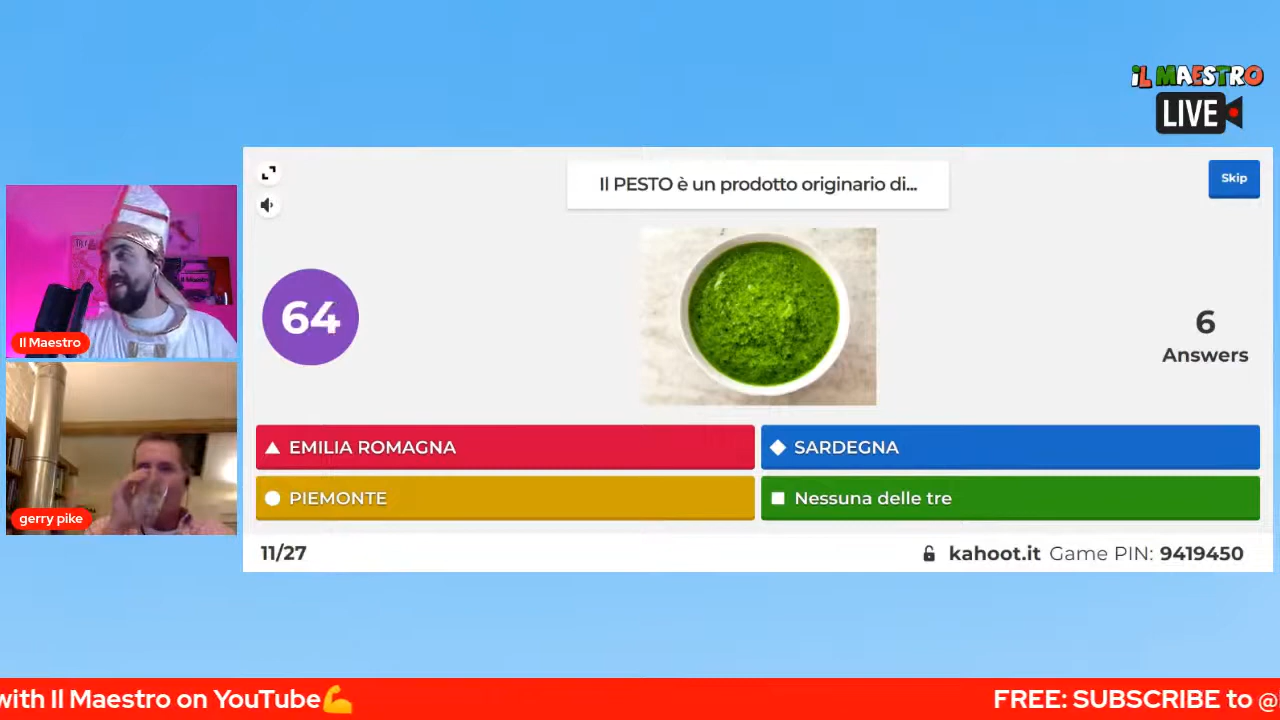 iL MAESTRO
LIVE
Il PESTO è un prodotto originario di...
Skip
64
6
Answers
Il Maestro
gerry pike
EMILIA ROMAGNA
SARDEGNA
PIEMONTE
Nessuna delle tre
11/27
kahoot.it Game PIN: 9419450
with Il Maestro on YouTube💪
FREE: SUBSCRIBE to @